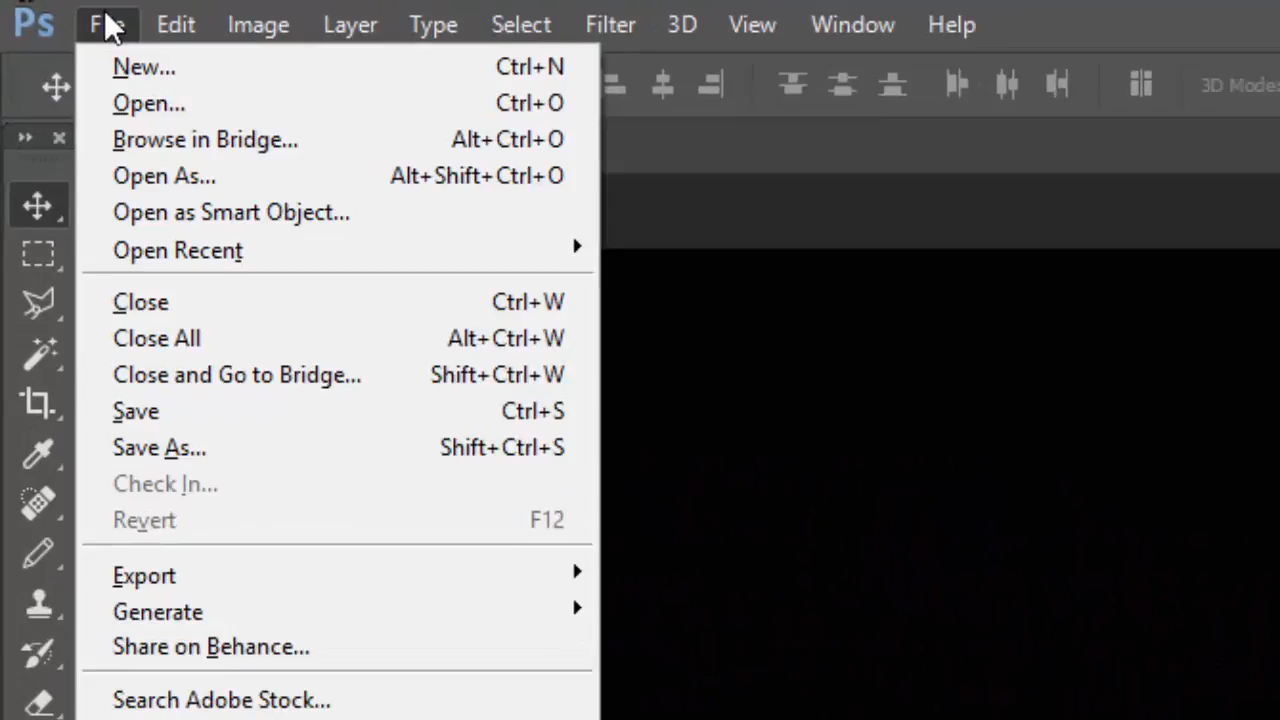 Ps File Edit Image Layer Type Select Filter 3D View Window Help
New... Ctrl+N
Open... Ctrl+O
3D Mode:
Browse in Bridge... Alt+Ctrl+O
Open As... Alt+Shift+Ctrl+O
Open as Smart Object...
Open Recent
Close Ctrl+W
Close All Alt+Ctrl+W
Close and Go to Bridge... Shift+Ctrl+W
Save Ctrl+S
Save As... Shift+Ctrl+S
Check In...
Revert F12
Export
Generate
Share on Behance...
Search Adobe Stock...